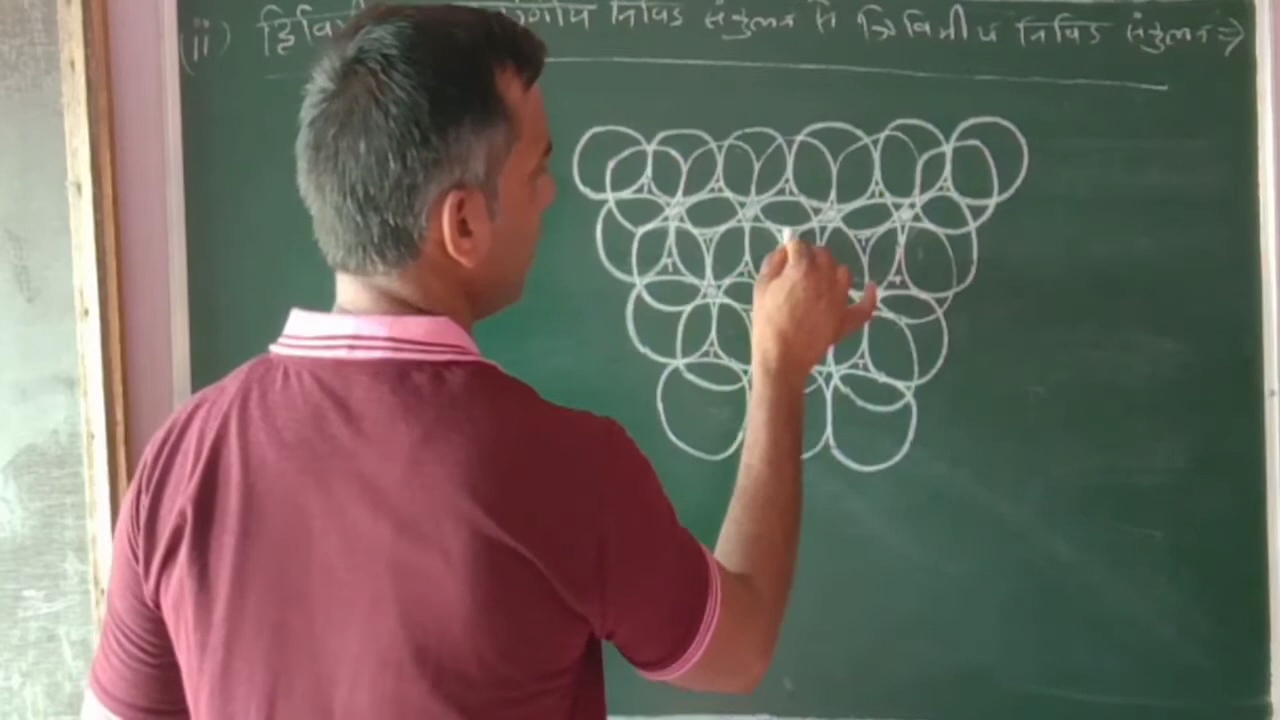 (ii) द्विवि निविड संकुलन से त्रिविमीय निविड संकुलन ⇒